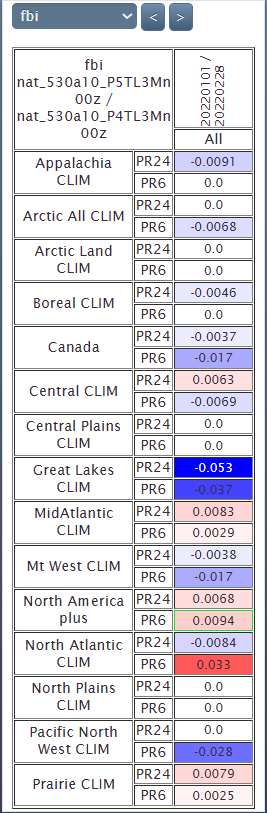 fbi
< >
fbi
nat_530a10_P5TL3Mn
00z /
nat_530a10_P4TL3Mn
00z
20220101 /
20220228
All
Appalachia
CLIM
PR24 -0.0091
PR6 0.0
Arctic All CLIM
PR24 0.0
PR6 -0.0068
Arctic Land
CLIM
PR24 0.0
PR6 0.0
Boreal CLIM
PR24 -0.0046
PR6 0.0
Canada
PR24 -0.0037
PR6 -0.017
Central CLIM
PR24 0.0063
PR6 -0.0069
Central Plains
CLIM
PR24 0.0
PR6 0.0
Great Lakes
CLIM
PR24 -0.053
PR6 -0.037
MidAtlantic
CLIM
PR24 0.0083
PR6 0.0029
Mt West CLIM
PR24 -0.0038
PR6 -0.017
North America
plus
PR24 0.0068
PR6 0.0094
North Atlantic
CLIM
PR24 -0.0084
PR6 0.033
North Plains
CLIM
PR24 0.0
PR6 0.0
Pacific North
West CLIM
PR24 0.0
PR6 -0.028
Prairie CLIM
PR24 0.0079
PR6 0.0025